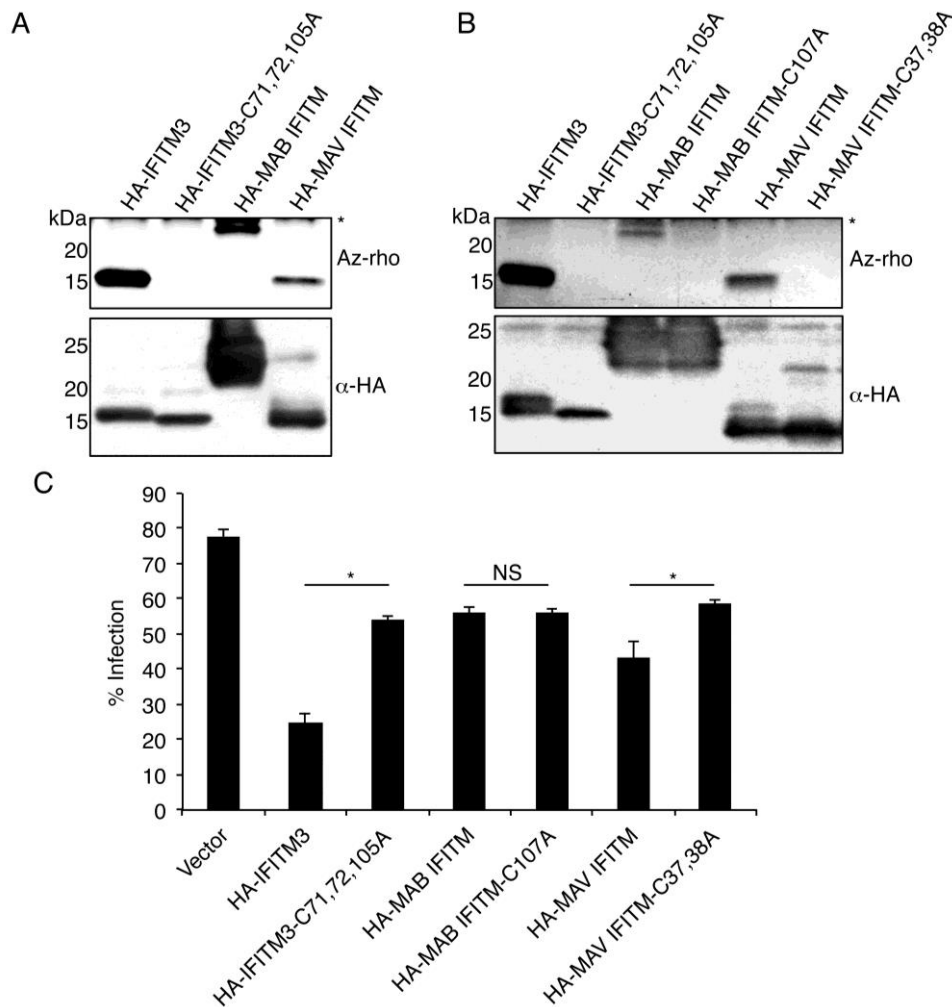 A
HA-IFITM3
HA-IFITM3-C71,72,105A
HA-MAB IFITM
HA-MAV IFITM
kDa
*
20
15
Az-rho
25
20
15
α-HA
B
HA-IFITM3
HA-IFITM3-C71,72,105A
HA-MAB IFITM
HA-MAB IFITM-C107A
HA-MAV IFITM
HA-MAV IFITM-C37,38A
kDa
*
20
15
Az-rho
25
20
15
α-HA
C
% Infection
90
80
70
60
50
40
30
20
10
0
*
NS
*
Vector
HA-IFITM3
HA-IFITM3-C71,72,105A
HA-MAB IFITM
HA-MAB IFITM-C107A
HA-MAV IFITM
HA-MAV IFITM-C37,38A